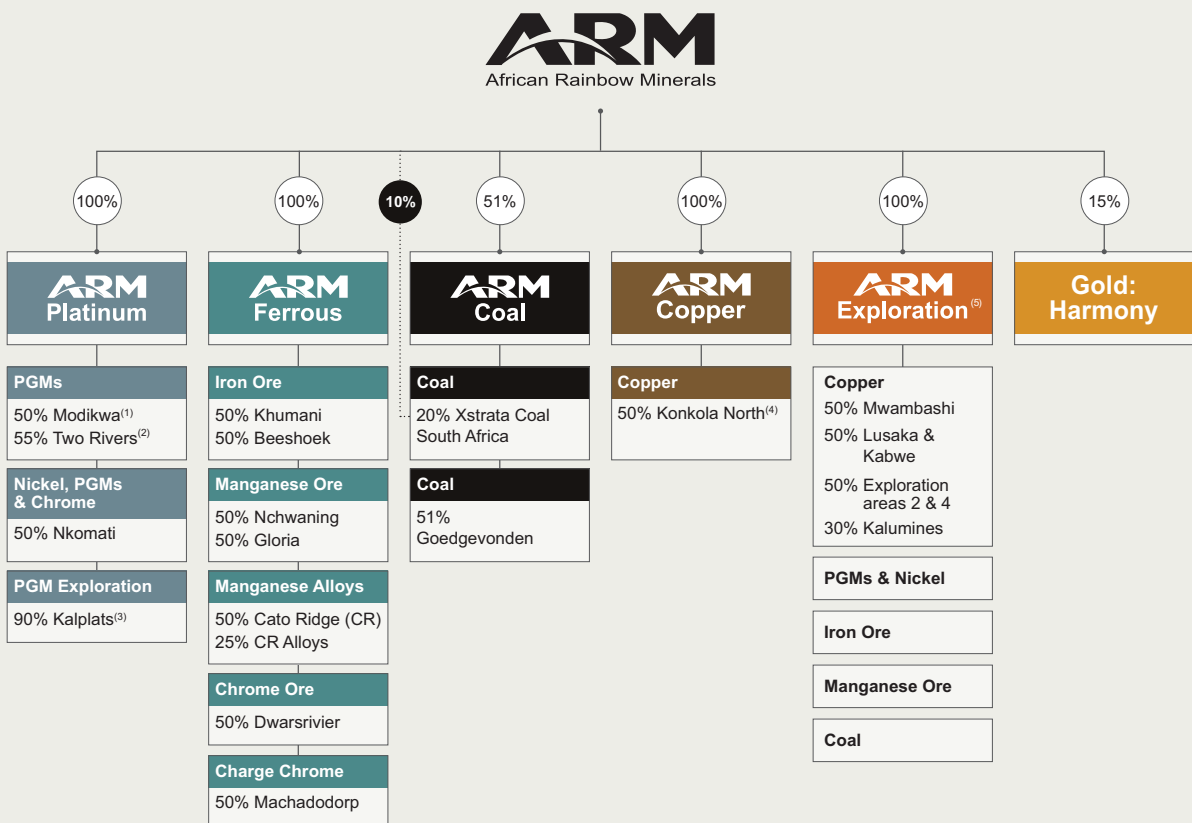 ARM
African Rainbow Minerals
100%
100%
10%
51%
100%
100%
15%
ARM
Platinum
ARM
Ferrous
ARM
Coal
ARM
Copper
ARM
Exploration (5)
Gold:
Harmony
PGMs
50% Modikwa(1)
55% Two Rivers(2)
Nickel, PGMs
& Chrome
50% Nkomati
PGM Exploration
90% Kalplats(3)
Iron Ore
50% Khumani
50% Beeshoek
Manganese Ore
50% Nchwaning
50% Gloria
Manganese Alloys
50% Cato Ridge (CR)
25% CR Alloys
Chrome Ore
50% Dwarsrivier
Charge Chrome
50% Machadodorp
Coal
20% Xstrata Coal
South Africa
Coal
51%
Goedgevonden
Copper
50% Konkola North(4)
Copper
50% Mwambashi
50% Lusaka &
Kabwe
50% Exploration
areas 2 & 4
30% Kalumines
PGMs & Nickel
Iron Ore
Manganese Ore
Coal